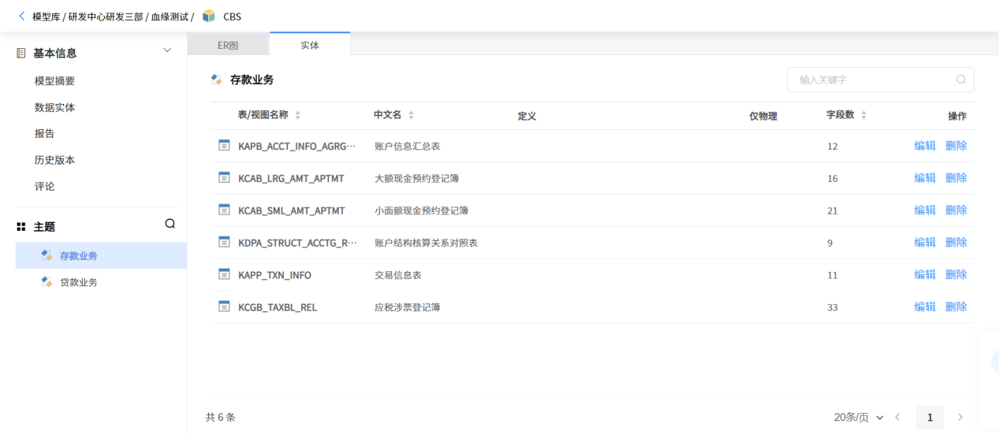 模型库 / 研发中心研发三部 / 血缘测试 / CBS
基本信息
模型摘要
数据实体
报告
历史版本
评论
主题
存款业务
贷款业务
ER图 实体
存款业务 输入关键字
表/视图名称 中文名 定义 仅物理 字段数 操作
KAPB_ACCT_INFO_AGRG… 账户信息汇总表 12 编辑 删除
KCAB_LRG_AMT_APTMT 大额现金预约登记簿 16 编辑 删除
KCAB_SML_AMT_APTMT 小面额现金预约登记簿 21 编辑 删除
KDPA_STRUCT_ACCTG_R… 账户结构核算关系对照表 9 编辑 删除
KAPP_TXN_INFO 交易信息表 11 编辑 删除
KCGB_TAXBL_REL 应税涉票登记簿 33 编辑 删除
共 6 条 20条/页 1